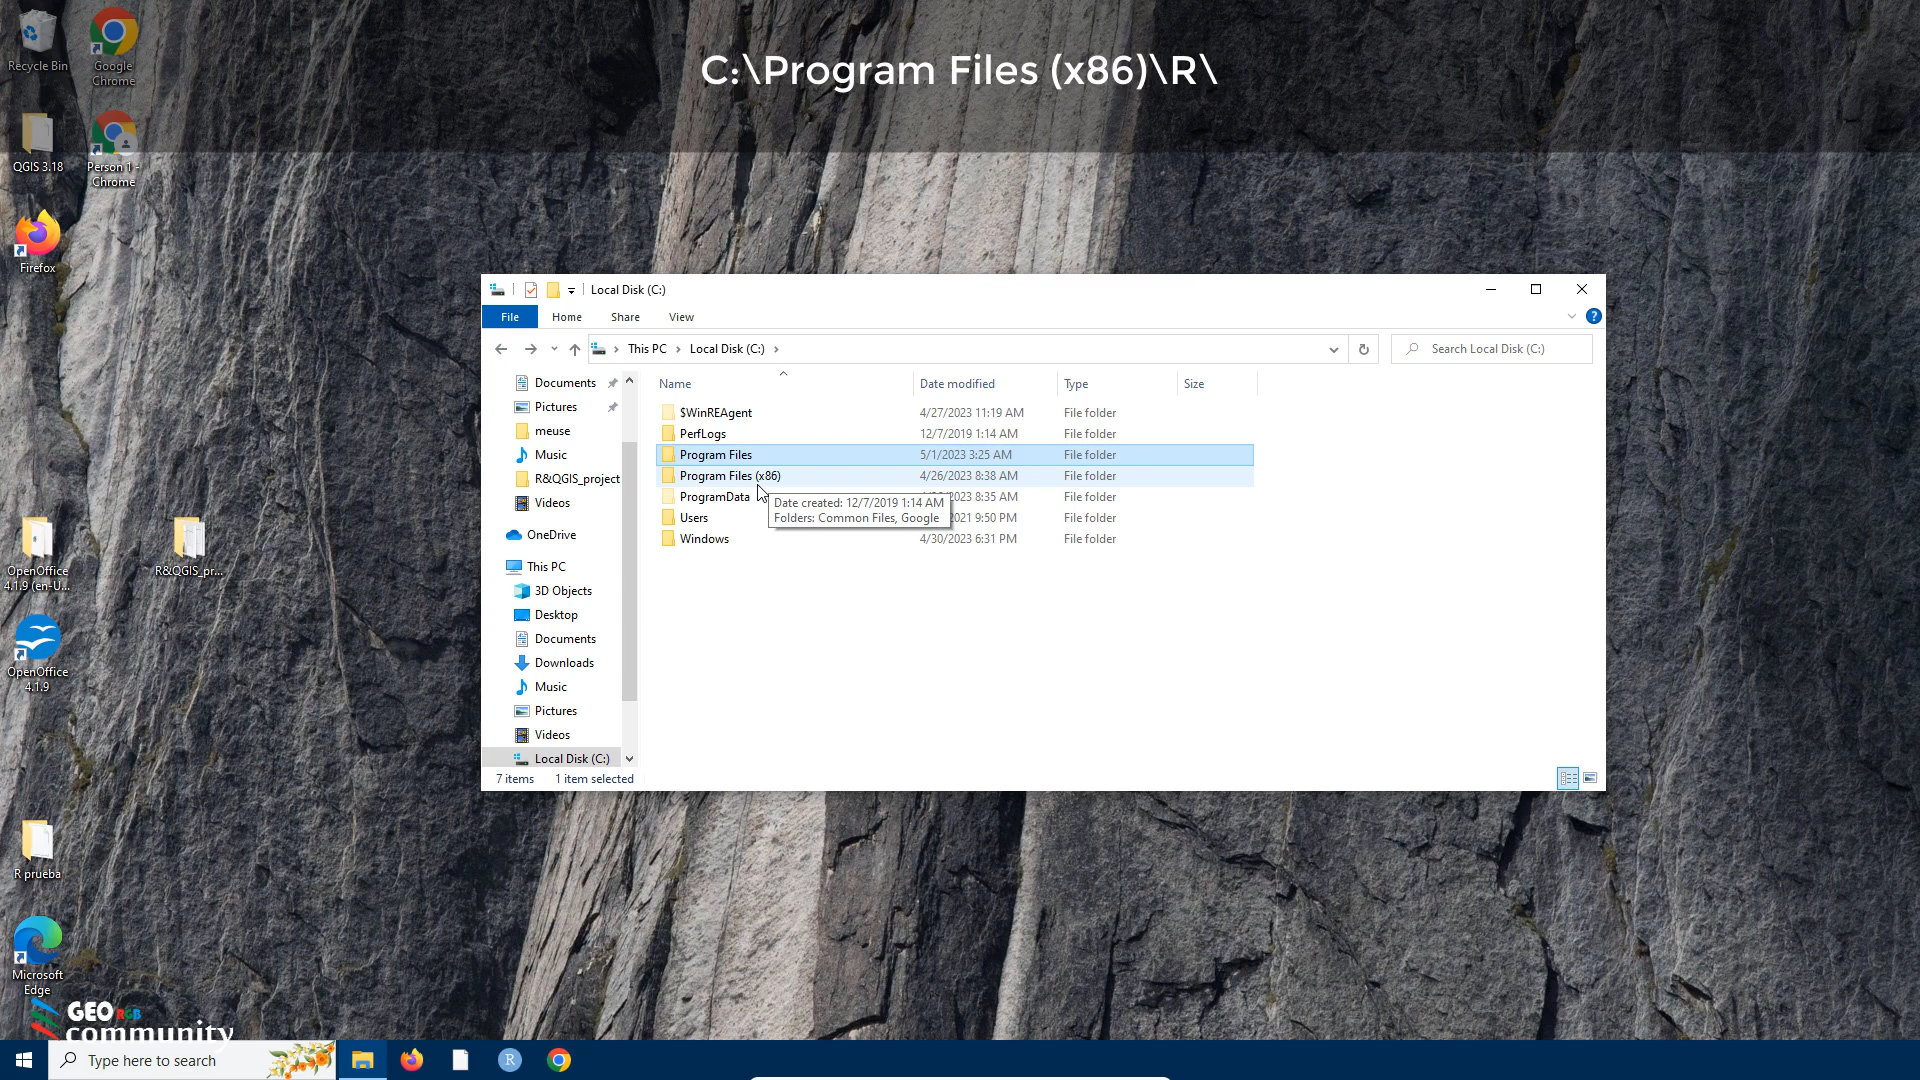 C:\Program Files (x86)\R\
Recycle Bin
Google
Chrome
QGIS 3.18
Person 1 -
Chrome
Firefox
OpenOffice
4.1.9 (en-U...
R&QGIS_pr...
OpenOffice
4.1.9
R prueba
Microsoft
Edge
GEO RGB
community
Local Disk (C:)
File
Home
Share
View
This PC
Local Disk (C:)
Search Local Disk (C:)
Documents
Pictures
meuse
Music
R&QGIS_project
Videos
OneDrive
This PC
3D Objects
Desktop
Documents
Downloads
Music
Pictures
Videos
Local Disk (C:)
Name Date modified Type Size
$WinREAgent 4/27/2023 11:19 AM File folder
PerfLogs 12/7/2019 1:14 AM File folder
Program Files 5/1/2023 3:25 AM File folder
Program Files (x86) 4/26/2023 8:38 AM File folder
ProgramData 2023 8:35 AM File folder
Users 2021 9:50 PM File folder
Windows 4/30/2023 6:31 PM File folder
Date created: 12/7/2019 1:14 AM
Folders: Common Files, Google
7 items 1 item selected
Type here to search
R